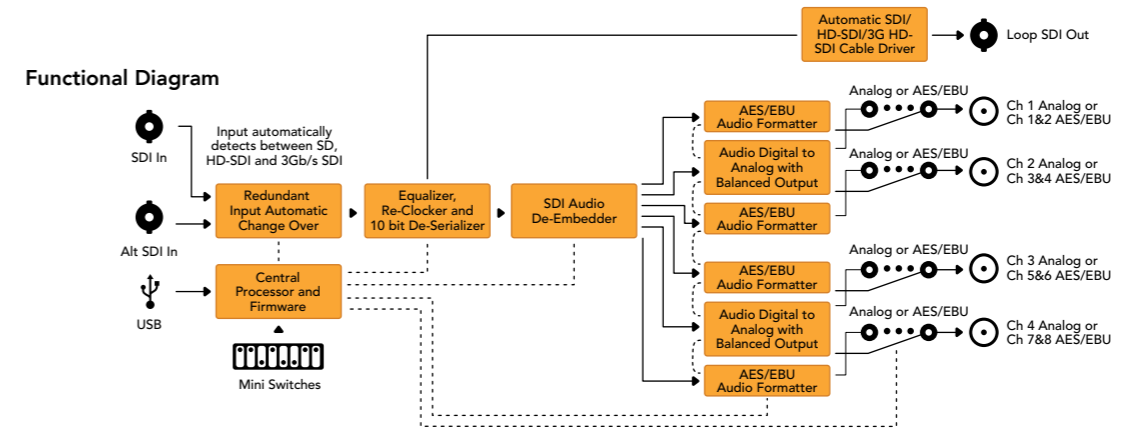 Functional Diagram
Automatic SDI/
HD-SDI/3G HD-
SDI Cable Driver
Loop SDI Out
SDI In
Input automatically
detects between SD,
HD-SDI and 3Gb/s SDI
Alt SDI In
Redundant
Input Automatic
Change Over
Equalizer,
Re-Clocker and
10 bit De-Serializer
SDI Audio
De-Embedder
USB
Central
Processor and
Firmware
Mini Switches
AES/EBU
Audio Formatter
Audio Digital to
Analog with
Balanced Output
AES/EBU
Audio Formatter
AES/EBU
Audio Formatter
Audio Digital to
Analog with
Balanced Output
AES/EBU
Audio Formatter
Analog or AES/EBU
Ch 1 Analog or
Ch 1&2 AES/EBU
Analog or AES/EBU
Ch 2 Analog or
Ch 3&4 AES/EBU
Analog or AES/EBU
Ch 3 Analog or
Ch 5&6 AES/EBU
Analog or AES/EBU
Ch 4 Analog or
Ch 7&8 AES/EBU